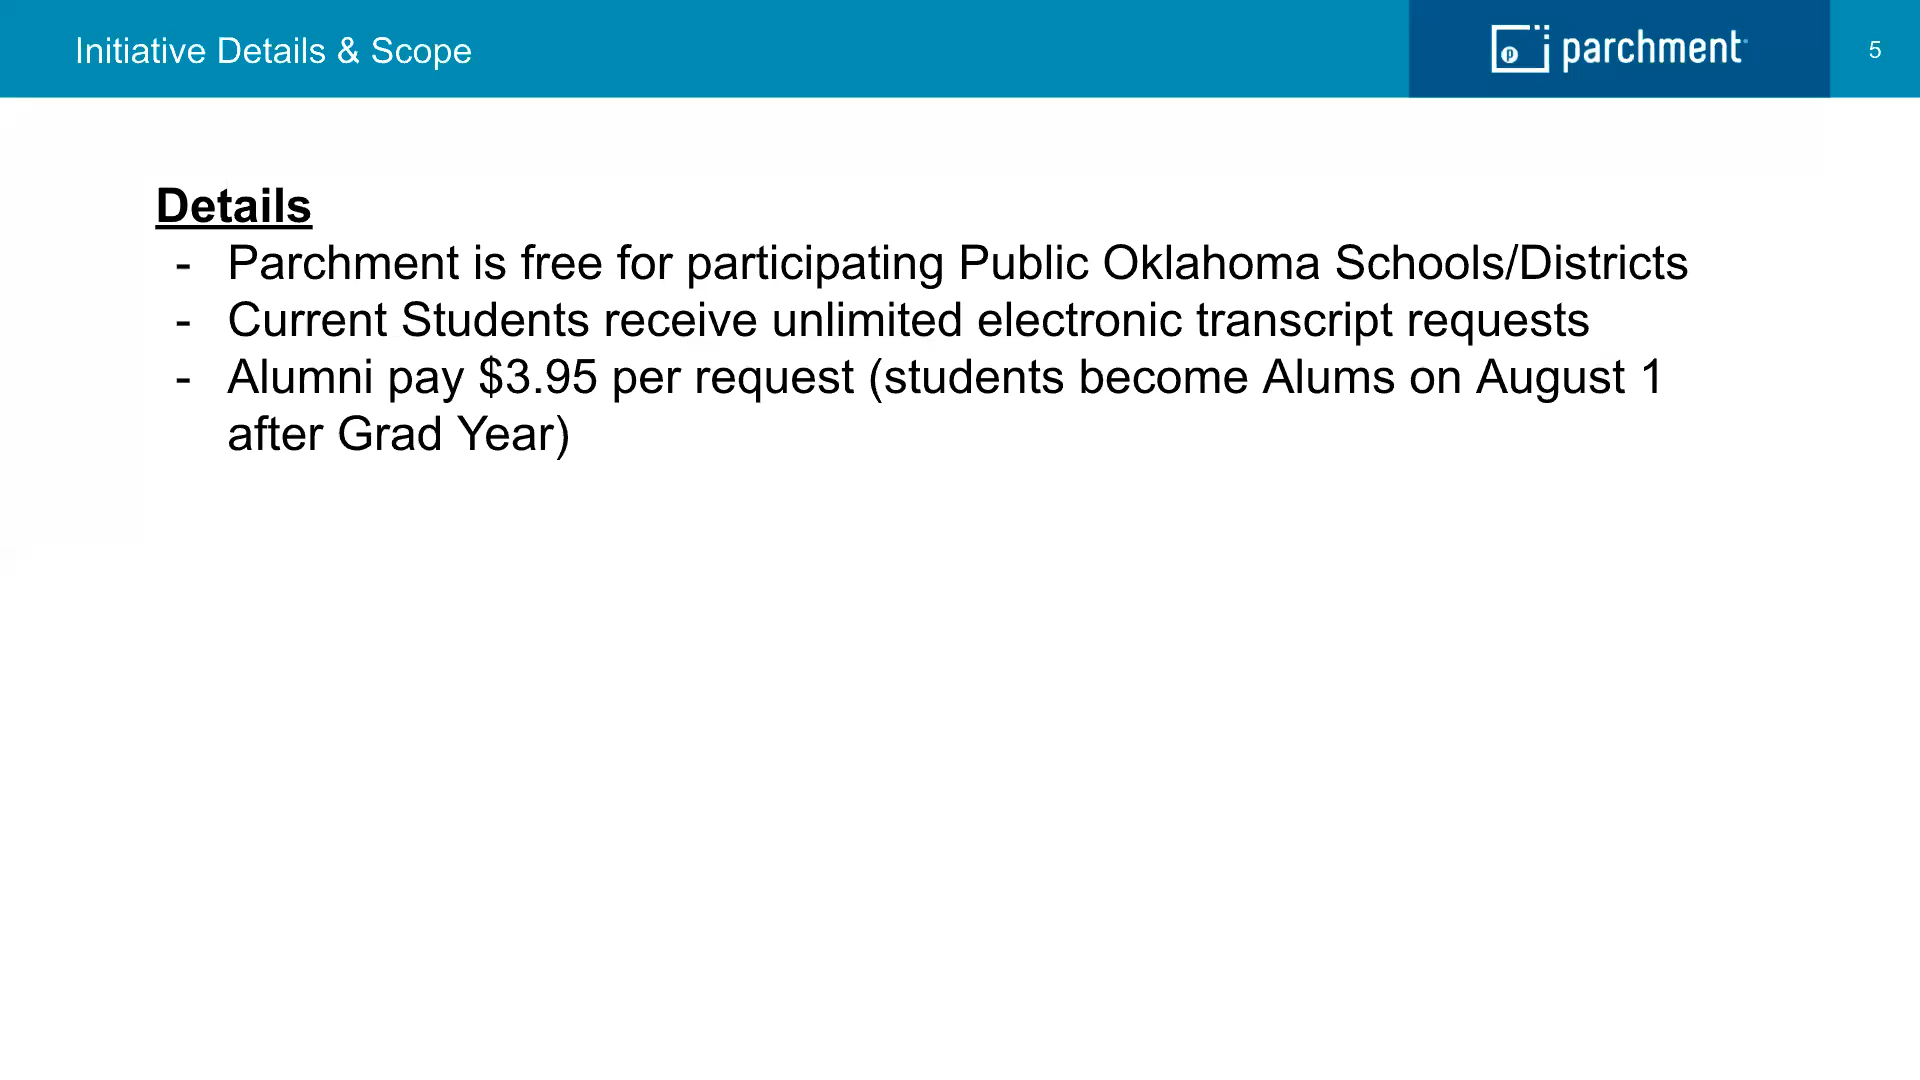 Initiative Details & Scope
parchment
5
Details
- Parchment is free for participating Public Oklahoma Schools/Districts
- Current Students receive unlimited electronic transcript requests
- Alumni pay $3.95 per request (students become Alums on August 1
after Grad Year)